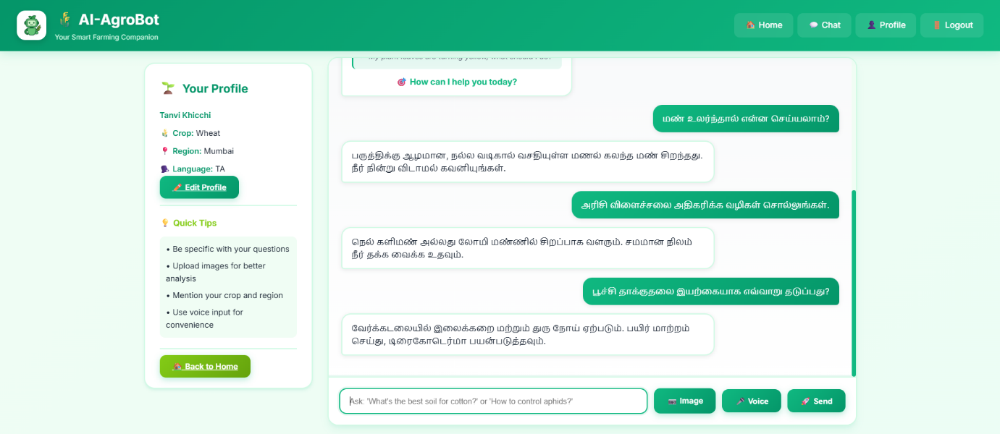 AI-AgroBot
Your Smart Farming Companion
Home
Chat
Profile
Logout
Your Profile
Tanvi Khicchi
Crop: Wheat
Region: Mumbai
Language: TA
Edit Profile
Quick Tips
• Be specific with your questions
• Upload images for better
analysis
• Mention your crop and region
• Use voice input for
convenience
Back to Home
"My plant leaves are turning yellow, what should I do?"
How can I help you today?
மண் உலர்ந்தால் என்ன செய்யலாம்?
பருத்திக்கு ஆழமான, நல்ல வடிகால் வசதியுள்ள மணல் கலந்த மண் சிறந்தது.
நீர் நின்று விடாமல் கவனியுங்கள்.
அரிசி விளைச்சலை அதிகரிக்க வழிகள் சொல்லுங்கள்.
நெல் களிமண் அல்லது லோமி மண்ணில் சிறப்பாக வளரும். சமமான நிலம்
நீர் தக்க வைக்க உதவும்.
பூச்சி தாக்குதலை இயற்கையாக எவ்வாறு தடுப்பது?
வேர்க்கடலையில் இலைக்கறை மற்றும் துரு நோய் ஏற்படும். பயிர் மாற்றம்
செய்து, டிரைகோடெர்மா பயன்படுத்தவும்.
Ask: 'What's the best soil for cotton?' or 'How to control aphids?'
Image
Voice
Send